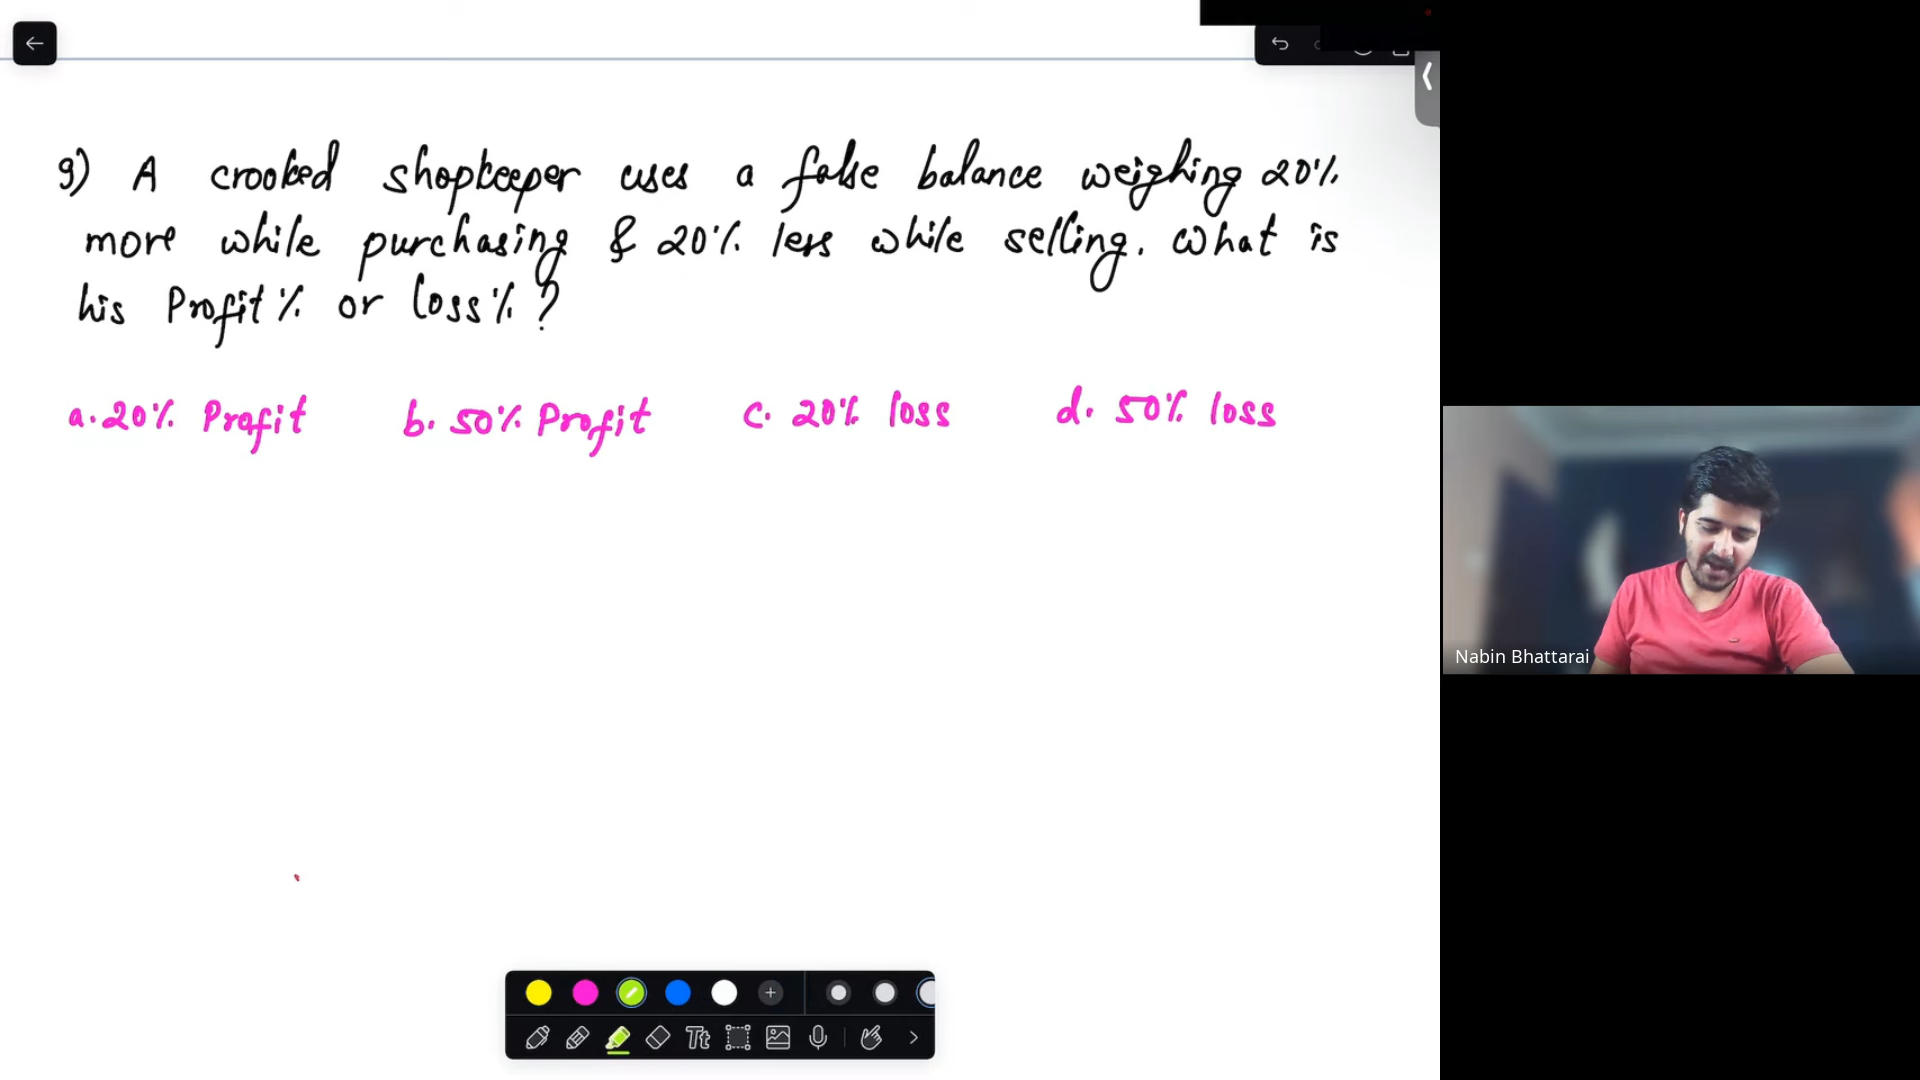 9) A crooked shopkeeper uses a false balance weighing 20%
more while purchasing & 20% less while selling. What is
his Profit% or loss%?
a. 20% Profit b. 50% Profit c. 20% loss d. 50% loss
Nabin Bhattarai
Tt